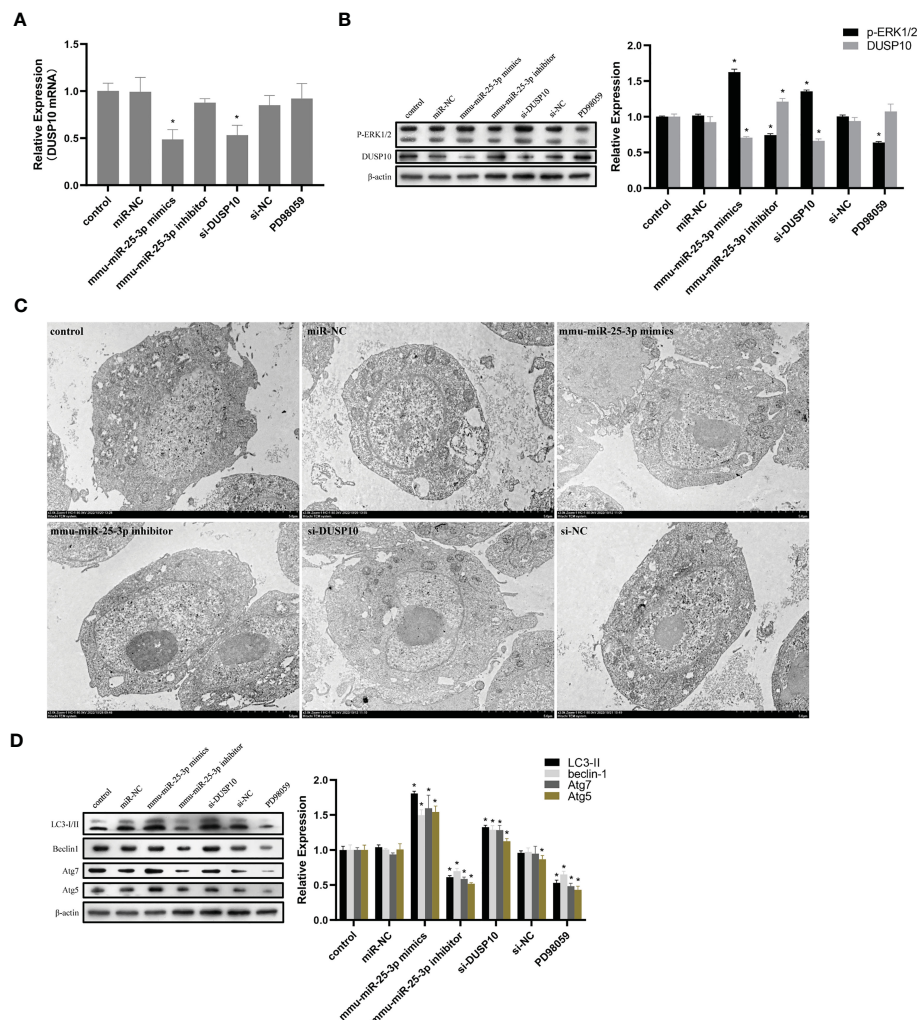 A
Relative Expression
(DUSP10 mRNA)
1.5
1.0
0.5
0.0
control
miR-NC
mmu-miR-25-3p mimics
mmu-miR-25-3p inhibitor
si-DUSP10
si-NC
PD98059
*
*
B
control
miR-NC
mmu-miR-25-3p mimics
mmu-miR-25-3p inhibitor
si-DUSP10
si-NC
PD98059
P-ERK1/2
DUSP10
β-actin
p-ERK1/2
DUSP10
Relative Expression
2.0
1.5
1.0
0.5
0.0
* * * * * * *
control
miR-NC
mmu-miR-25-3p mimics
mmu-miR-25-3p inhibitor
si-DUSP10
si-NC
PD98059
C
control
miR-NC
mmu-miR-25-3p mimics
mmu-miR-25-3p inhibitor
si-DUSP10
si-NC
D
control
miR-NC
mmu-miR-25-3p mimics
mmu-miR-25-3p inhibitor
si-DUSP10
si-NC
PD98059
LC3-I/II
Beclin1
Atg7
Atg5
β-actin
LC3-II
beclin-1
Atg7
Atg5
Relative Expression
2.0
1.5
1.0
0.5
0.0
* * * *
* * * *
* * * *
*
* * * *
control
miR-NC
mmu-miR-25-3p mimics
mmu-miR-25-3p inhibitor
si-DUSP10
si-NC
PD98059